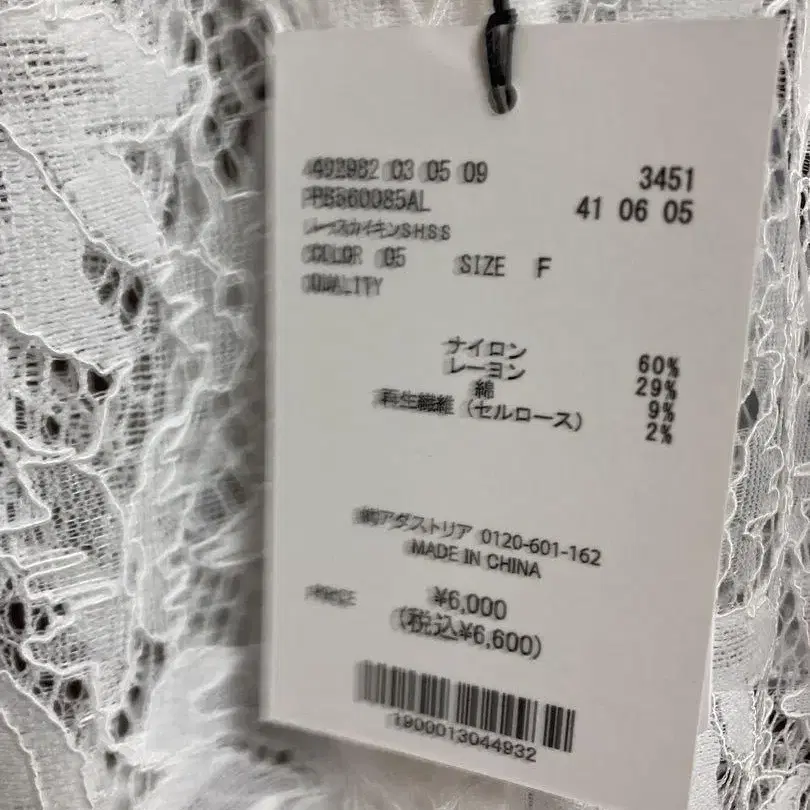 03 05 09 3451
41 06 05
レースカイキンSHSS
COLOR 05 SIZE F
QUALITY
ナイロン 60%
レーヨン 29%
綿 9%
再生繊維（セルロース） 2%
㈱アダストリア 0120-601-162
MADE IN CHINA
PRICE ¥6,000
(税込¥6,600)
1900013044932